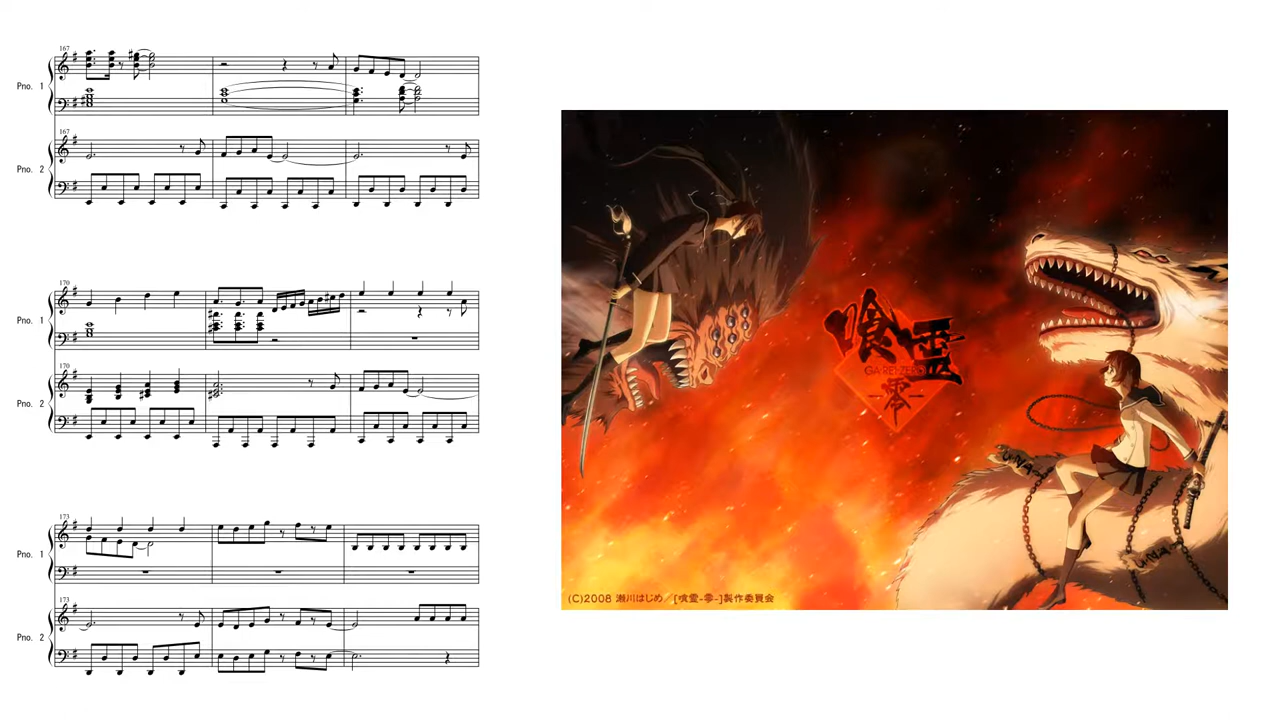 167
Pno. 1
167
Pno. 2
170
Pno. 1
170
Pno. 2
173
Pno. 1
173
Pno. 2
喰霊
GA-REI-ZERO
-零-
(C)2008 瀬川はじめ／[喰霊-零-]製作委員会